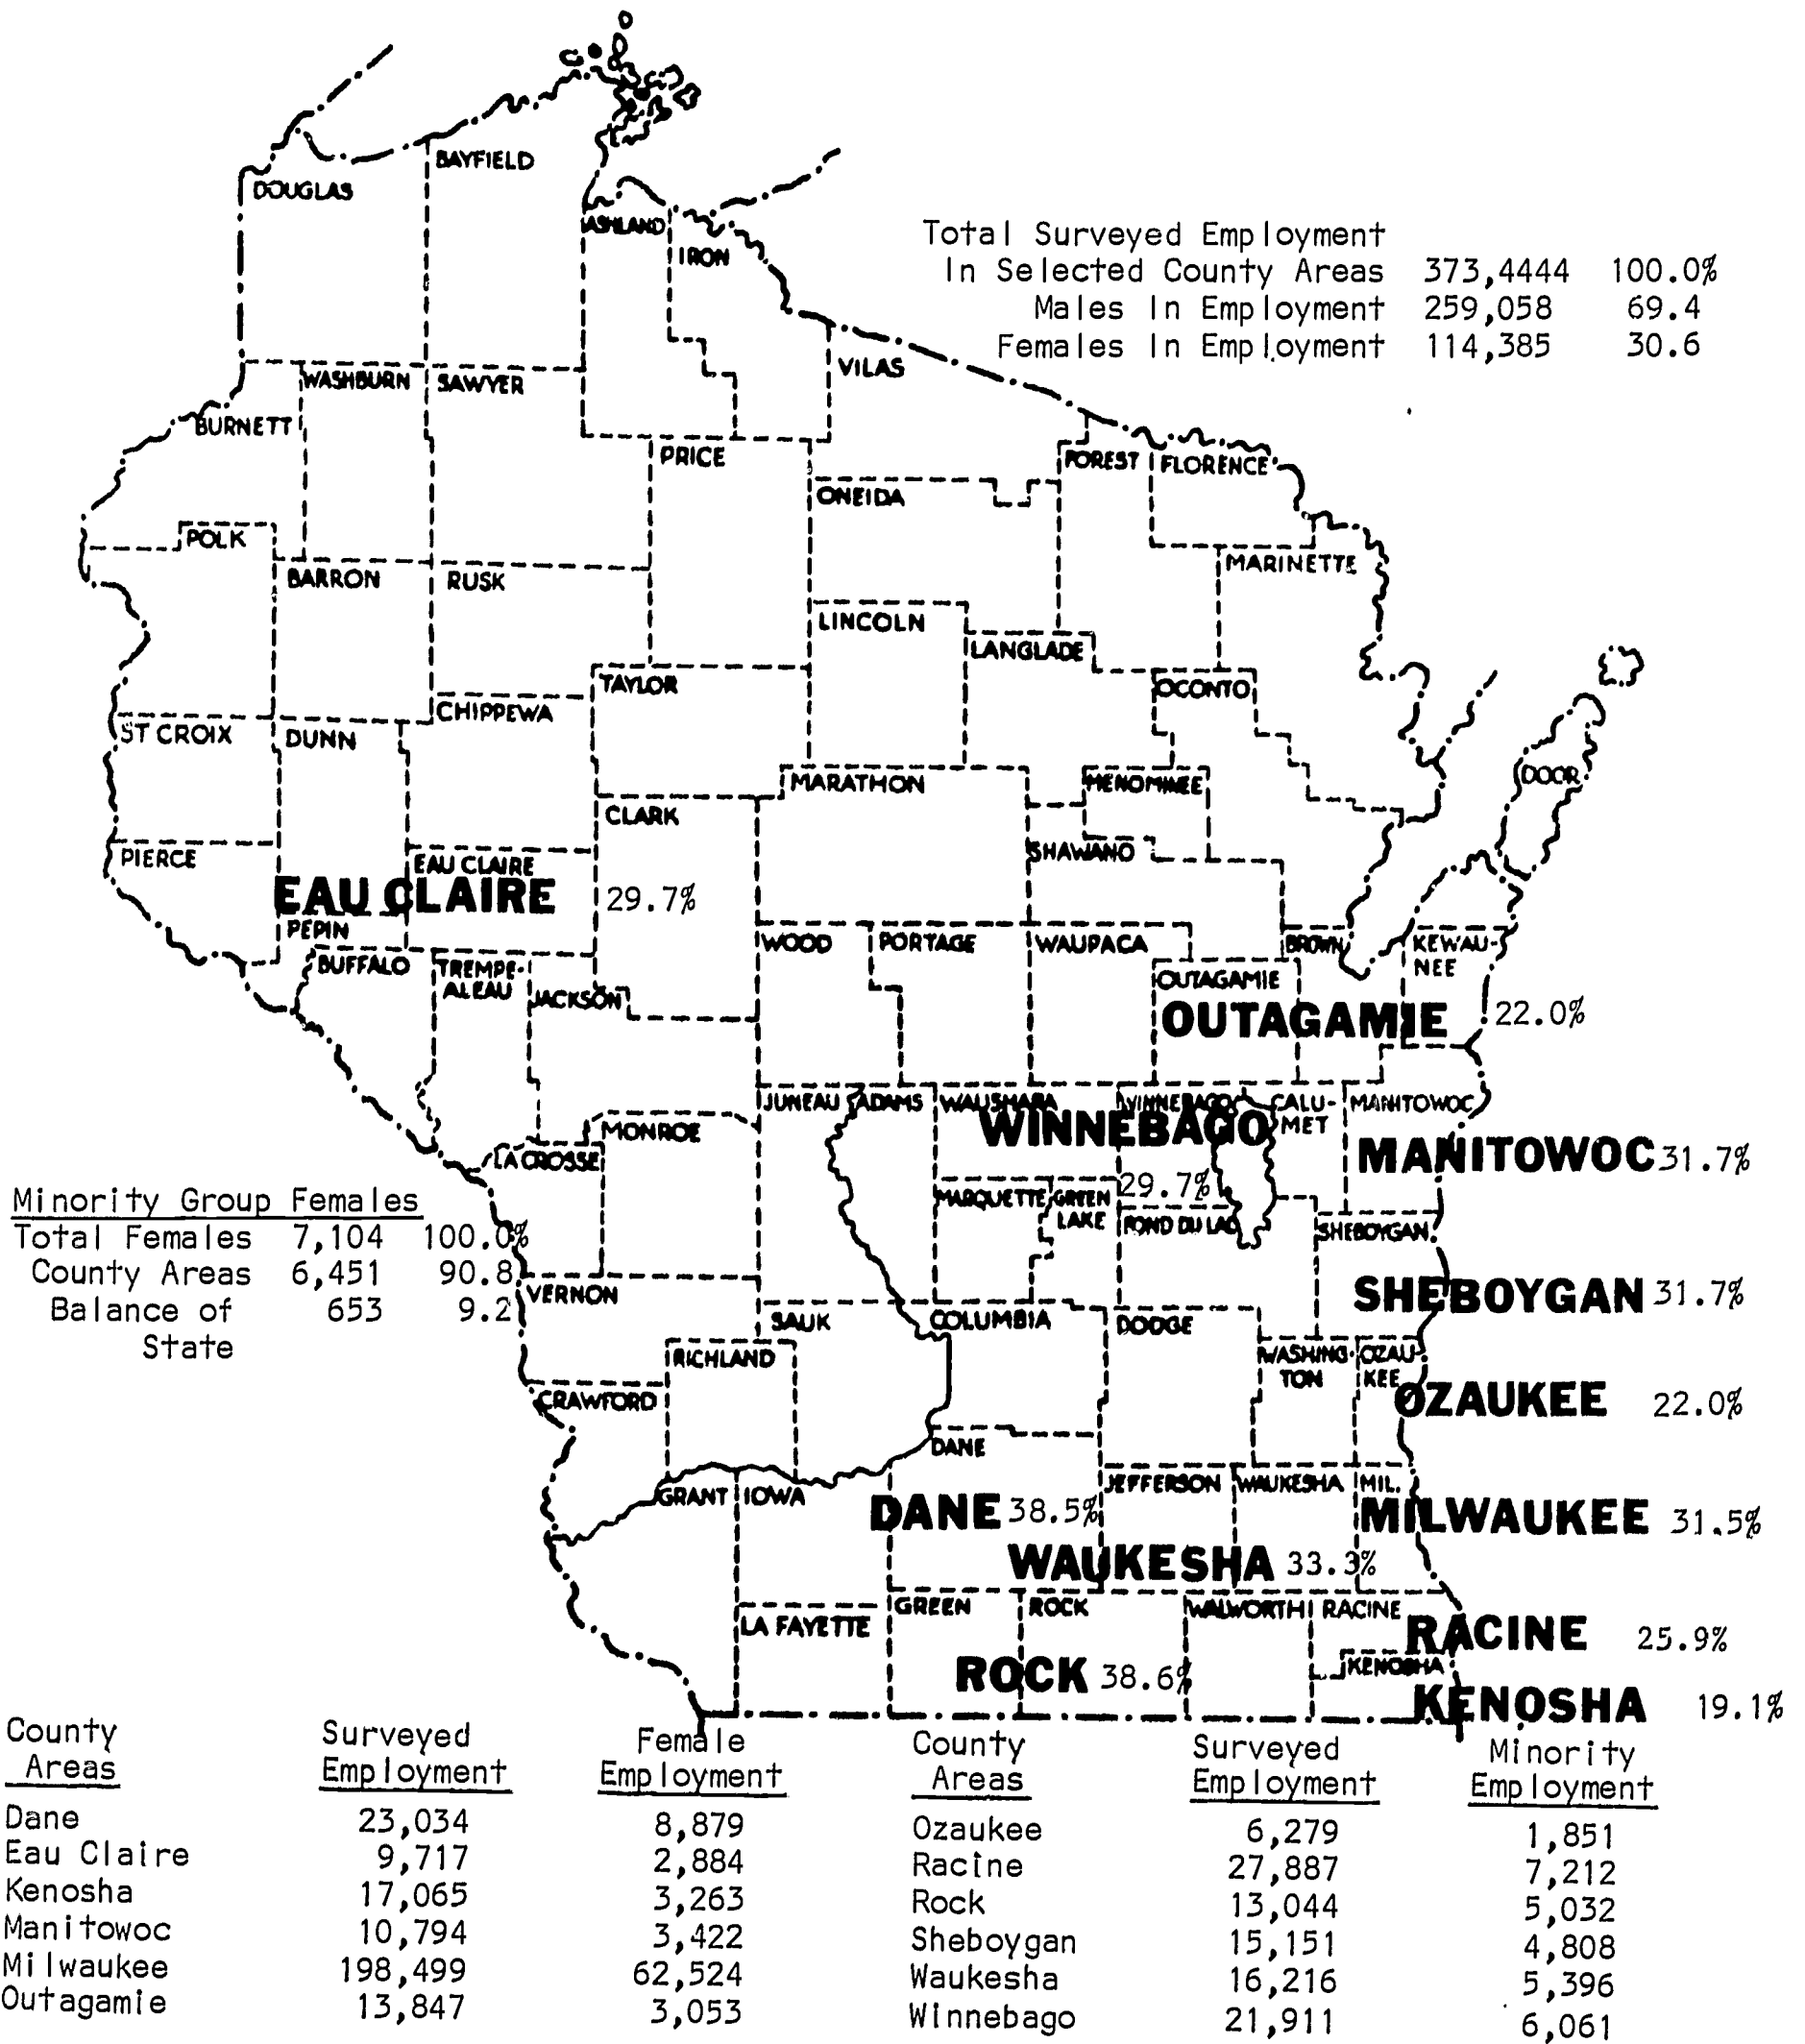 BAYFIELD
DOUGLAS
ASHLAND
IRON
Total Surveyed Employment
In Selected County Areas 373,4444 100.0%
Males In Employment 259,058 69.4
Females In Employment 114,385 30.6
VILAS
WASHBURN
SAWYER
BURNETT
PRICE
FOREST
FLORENCE
ONEIDA
POLK
MARINETTE
BARRON
RUSK
LINCOLN
LANGLADE
TAYLOR
OCONTO
CHIPPEWA
ST CROIX
DUNN
DOOR
MARATHON
MENOMINEE
CLARK
SHAWANO
PIERCE
EAU CLAIRE
EAU CLAIRE 29.7%
PEPIN
WOOD
PORTAGE
WAUPACA
BROWN
KEWAU-
NEE
BUFFALO
TREMPE-
ALEAU
JACKSON
OUTAGAMIE
OUTAGAMIE 22.0%
JUNEAU
ADAMS
WAUSHARA
WINNEBAGO
CALU-
MET
MANITOWOC
WINNEBAGO
29.7%
MONROE
LA CROSSE
MANITOWOC 31.7%
MARQUETTE
GREEN
LAKE
FOND DU LAC
SHEBOYGAN
Minority Group Females
Total Females 7,104 100.0%
County Areas 6,451 90.8
Balance of 653 9.2
State
VERNON
SHEBOYGAN 31.7%
SAUK
COLUMBIA
DODGE
RICHLAND
WASHING-
TON
OZAU-
KEE
CRAWFORD
OZAUKEE 22.0%
DANE
GRANT
IOWA
JEFFERSON
WAUKESHA
MIL.
DANE 38.5%
MILWAUKEE 31.5%
WAUKESHA 33.3%
LA FAYETTE
GREEN
ROCK
WALWORTH
RACINE
RACINE 25.9%
KENOSHA
ROCK 38.6%
KENOSHA 19.1%
County Surveyed Female
Areas Employment Employment
Dane 23,034 8,879
Eau Claire 9,717 2,884
Kenosha 17,065 3,263
Manitowoc 10,794 3,422
Milwaukee 198,499 62,524
Outagamie 13,847 3,053
County Surveyed Minority
Areas Employment Employment
Ozaukee 6,279 1,851
Racine 27,887 7,212
Rock 13,044 5,032
Sheboygan 15,151 4,808
Waukesha 16,216 5,396
Winnebago 21,911 6,061